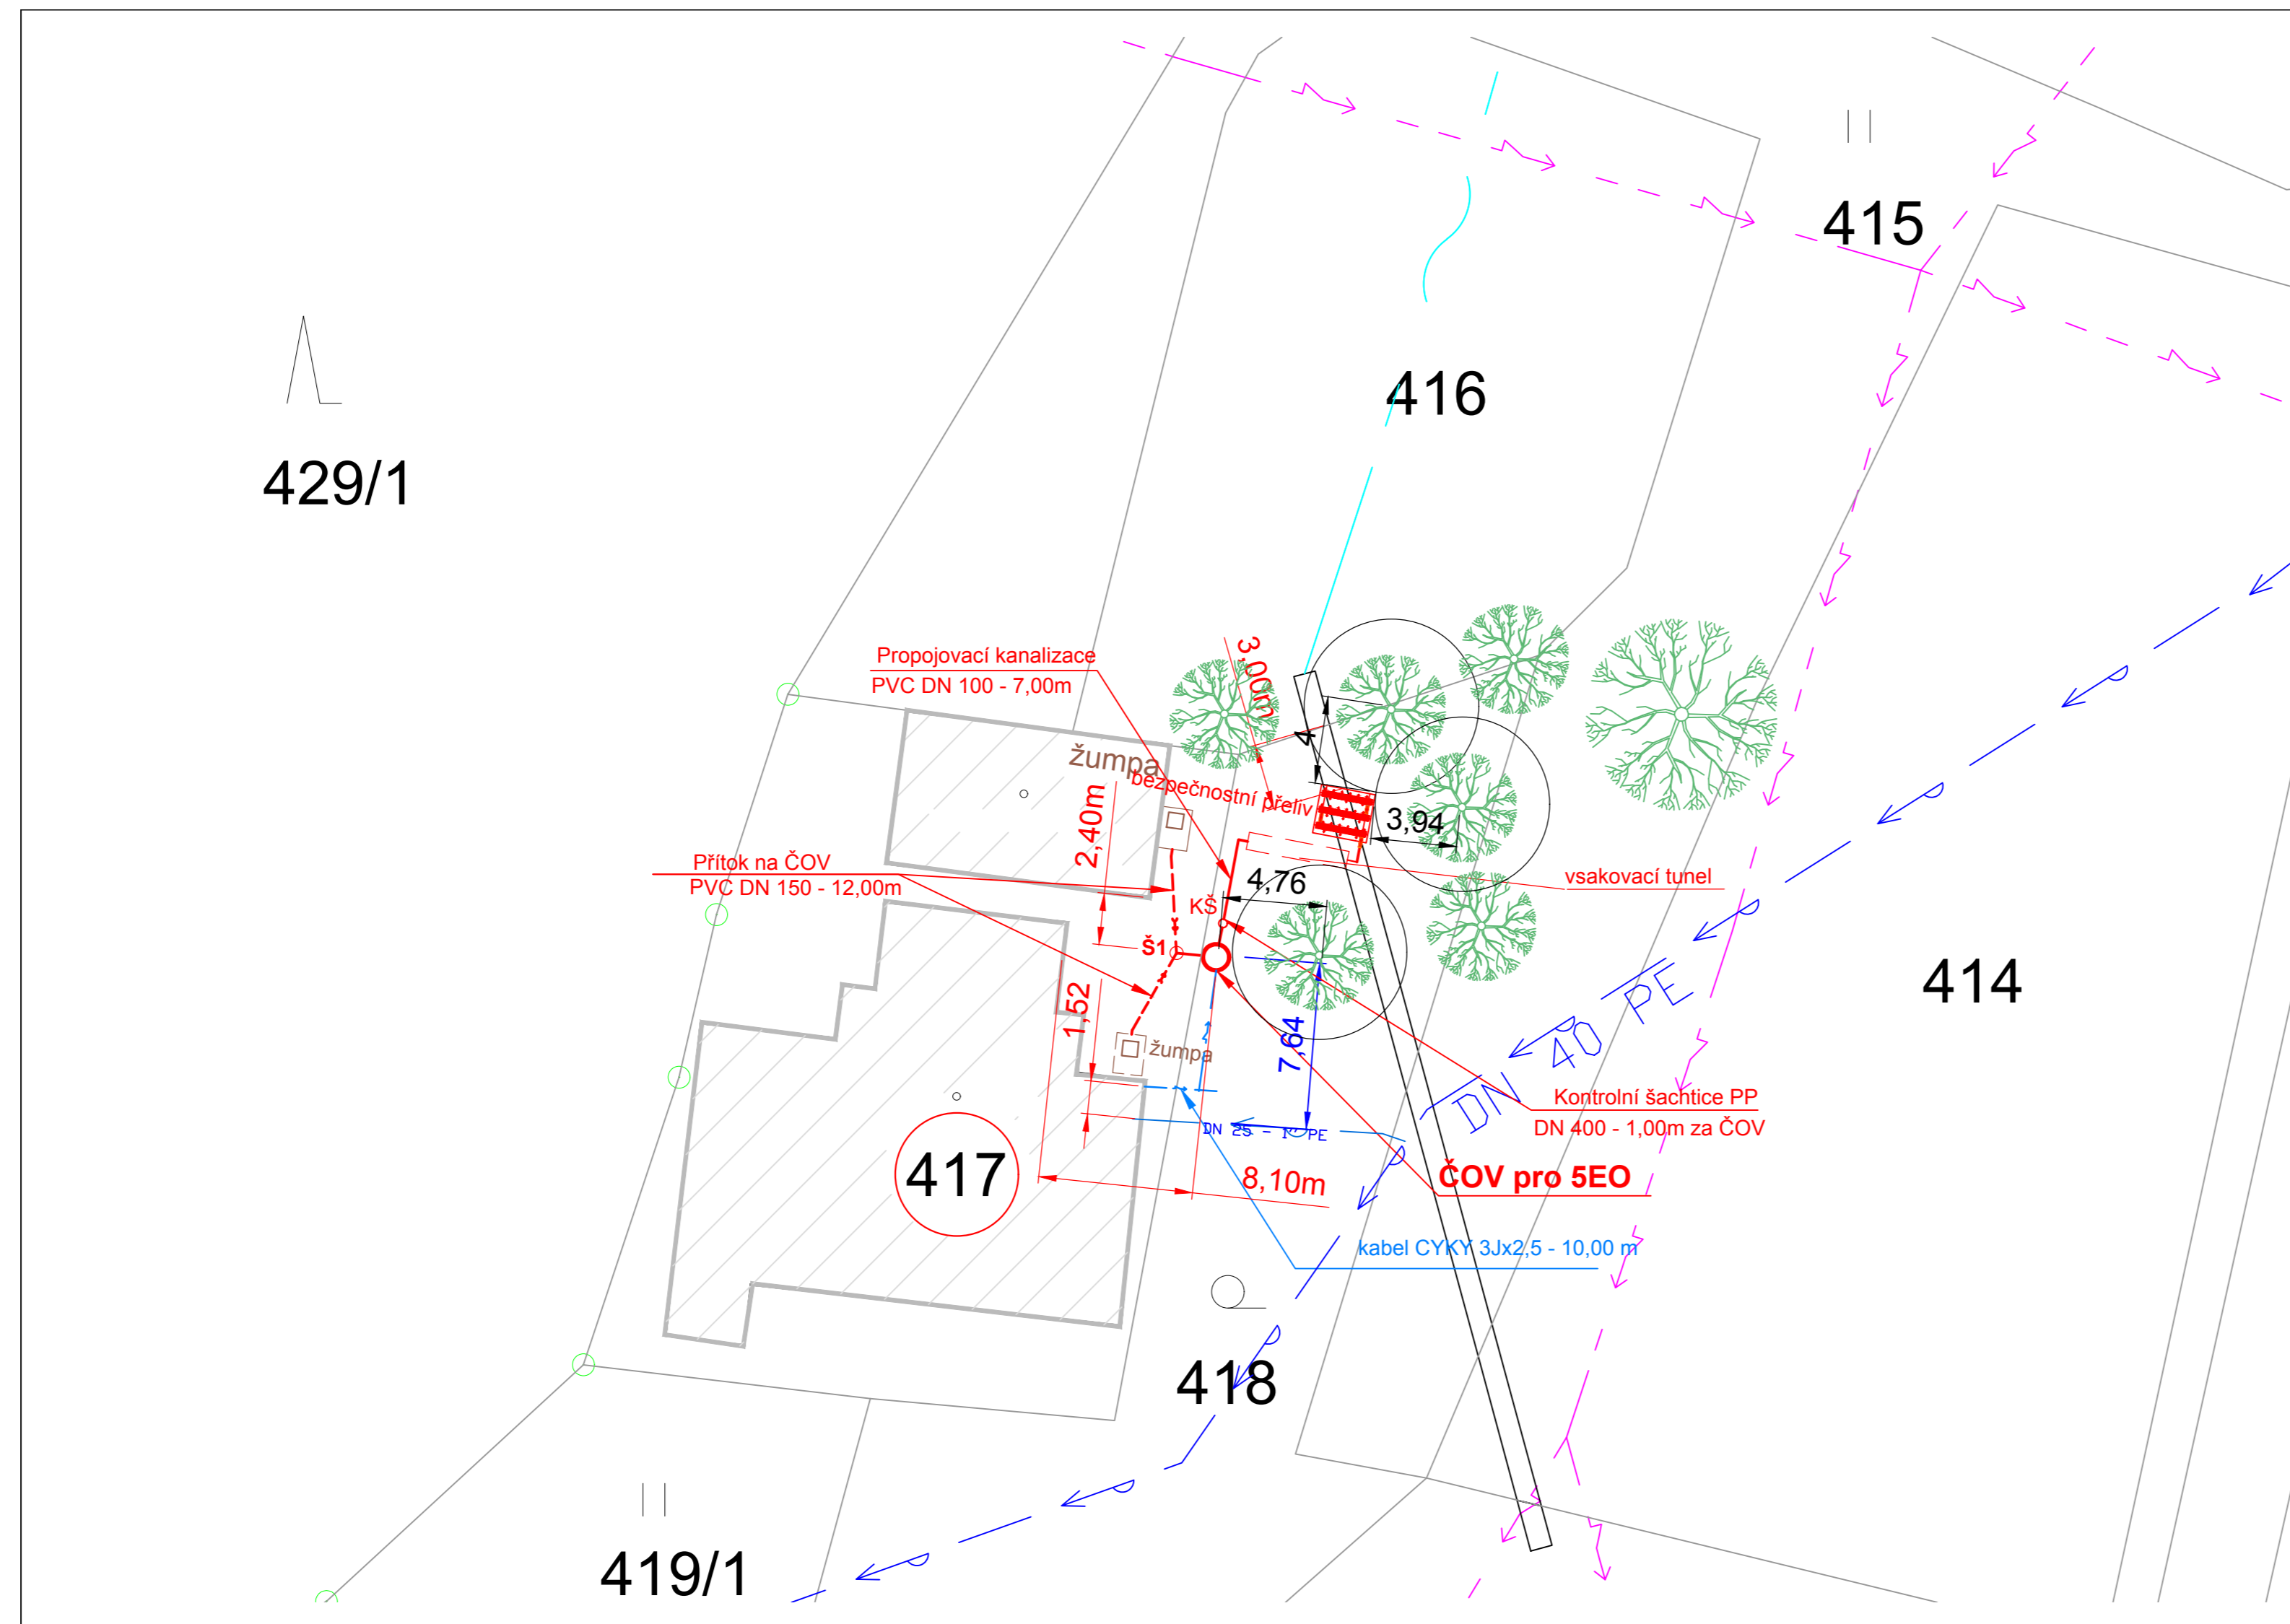 415
416
429/1
Propojovací kanalizace
PVC DN 100 - 7,00m
3,00m
4
žumpa
bezpečnostní přeliv
2,40m
3,94
Přítok na ČOV
PVC DN 150 - 12,00m
4,76
vsakovací tunel
KŠ
Š1
414
1,52
DN 40 PE
7,64
žumpa
Kontrolní šachtice PP
DN 400 - 1,00m za ČOV
DN 25 - 1" PE
417
8,10m
ČOV pro 5EO
kabel CYKY 3Jx2,5 - 10,00 m
418
419/1